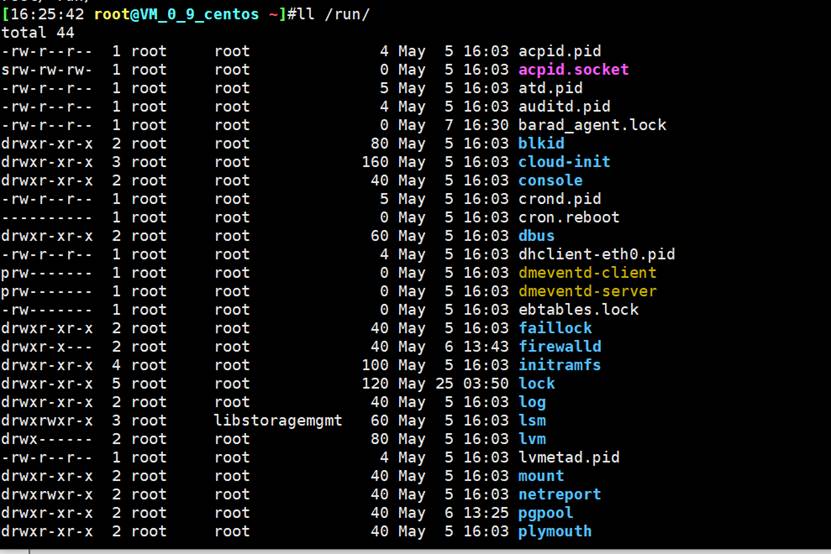 [16:25:42 root@VM_0_9_centos ~]#ll /run/
total 44
-rw-r--r-- 1 root root 4 May 5 16:03 acpid.pid
srw-rw-rw- 1 root root 0 May 5 16:03 acpid.socket
-rw-r--r-- 1 root root 5 May 5 16:03 atd.pid
-rw-r--r-- 1 root root 4 May 5 16:03 auditd.pid
-rw-r--r-- 1 root root 0 May 7 16:30 barad_agent.lock
drwxr-xr-x 2 root root 80 May 5 16:03 blkid
drwxr-xr-x 3 root root 160 May 5 16:03 cloud-init
drwxr-xr-x 2 root root 40 May 5 16:03 console
-rw-r--r-- 1 root root 5 May 5 16:03 crond.pid
---------- 1 root root 0 May 5 16:03 cron.reboot
drwxr-xr-x 2 root root 60 May 5 16:03 dbus
-rw-r--r-- 1 root root 4 May 5 16:03 dhclient-eth0.pid
prw------- 1 root root 0 May 5 16:03 dmeventd-client
prw------- 1 root root 0 May 5 16:03 dmeventd-server
-rw------- 1 root root 0 May 5 16:03 ebtables.lock
drwxr-xr-x 2 root root 40 May 5 16:03 faillock
drwxr-x--- 2 root root 40 May 6 13:43 firewalld
drwxr-xr-x 4 root root 100 May 5 16:03 initramfs
drwxr-xr-x 5 root root 120 May 25 03:50 lock
drwxr-xr-x 2 root root 40 May 5 16:03 log
drwxrwxr-x 3 root libstoragemgmt 60 May 5 16:03 lsm
drwx------ 2 root root 80 May 5 16:03 lvm
-rw-r--r-- 1 root root 4 May 5 16:03 lvmetad.pid
drwxr-xr-x 2 root root 40 May 5 16:03 mount
drwxrwxr-x 2 root root 40 May 5 16:03 netreport
drwxr-xr-x 2 root root 40 May 6 13:25 pgpool
drwxr-xr-x 2 root root 40 May 5 16:03 plymouth